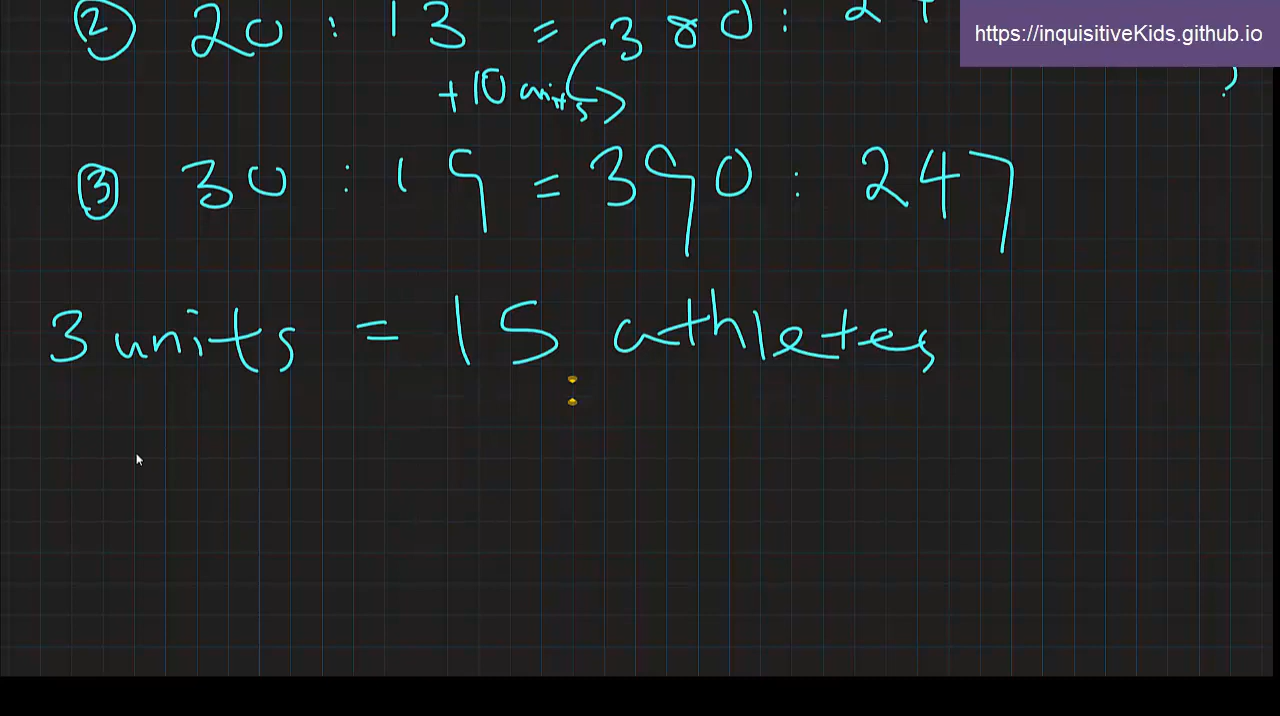 https://inquisitiveKids.github.io
② 20 : 13 = 380 :
+ 10 units
③ 30 : 19 = 390 : 247
3 units = 15 athletes